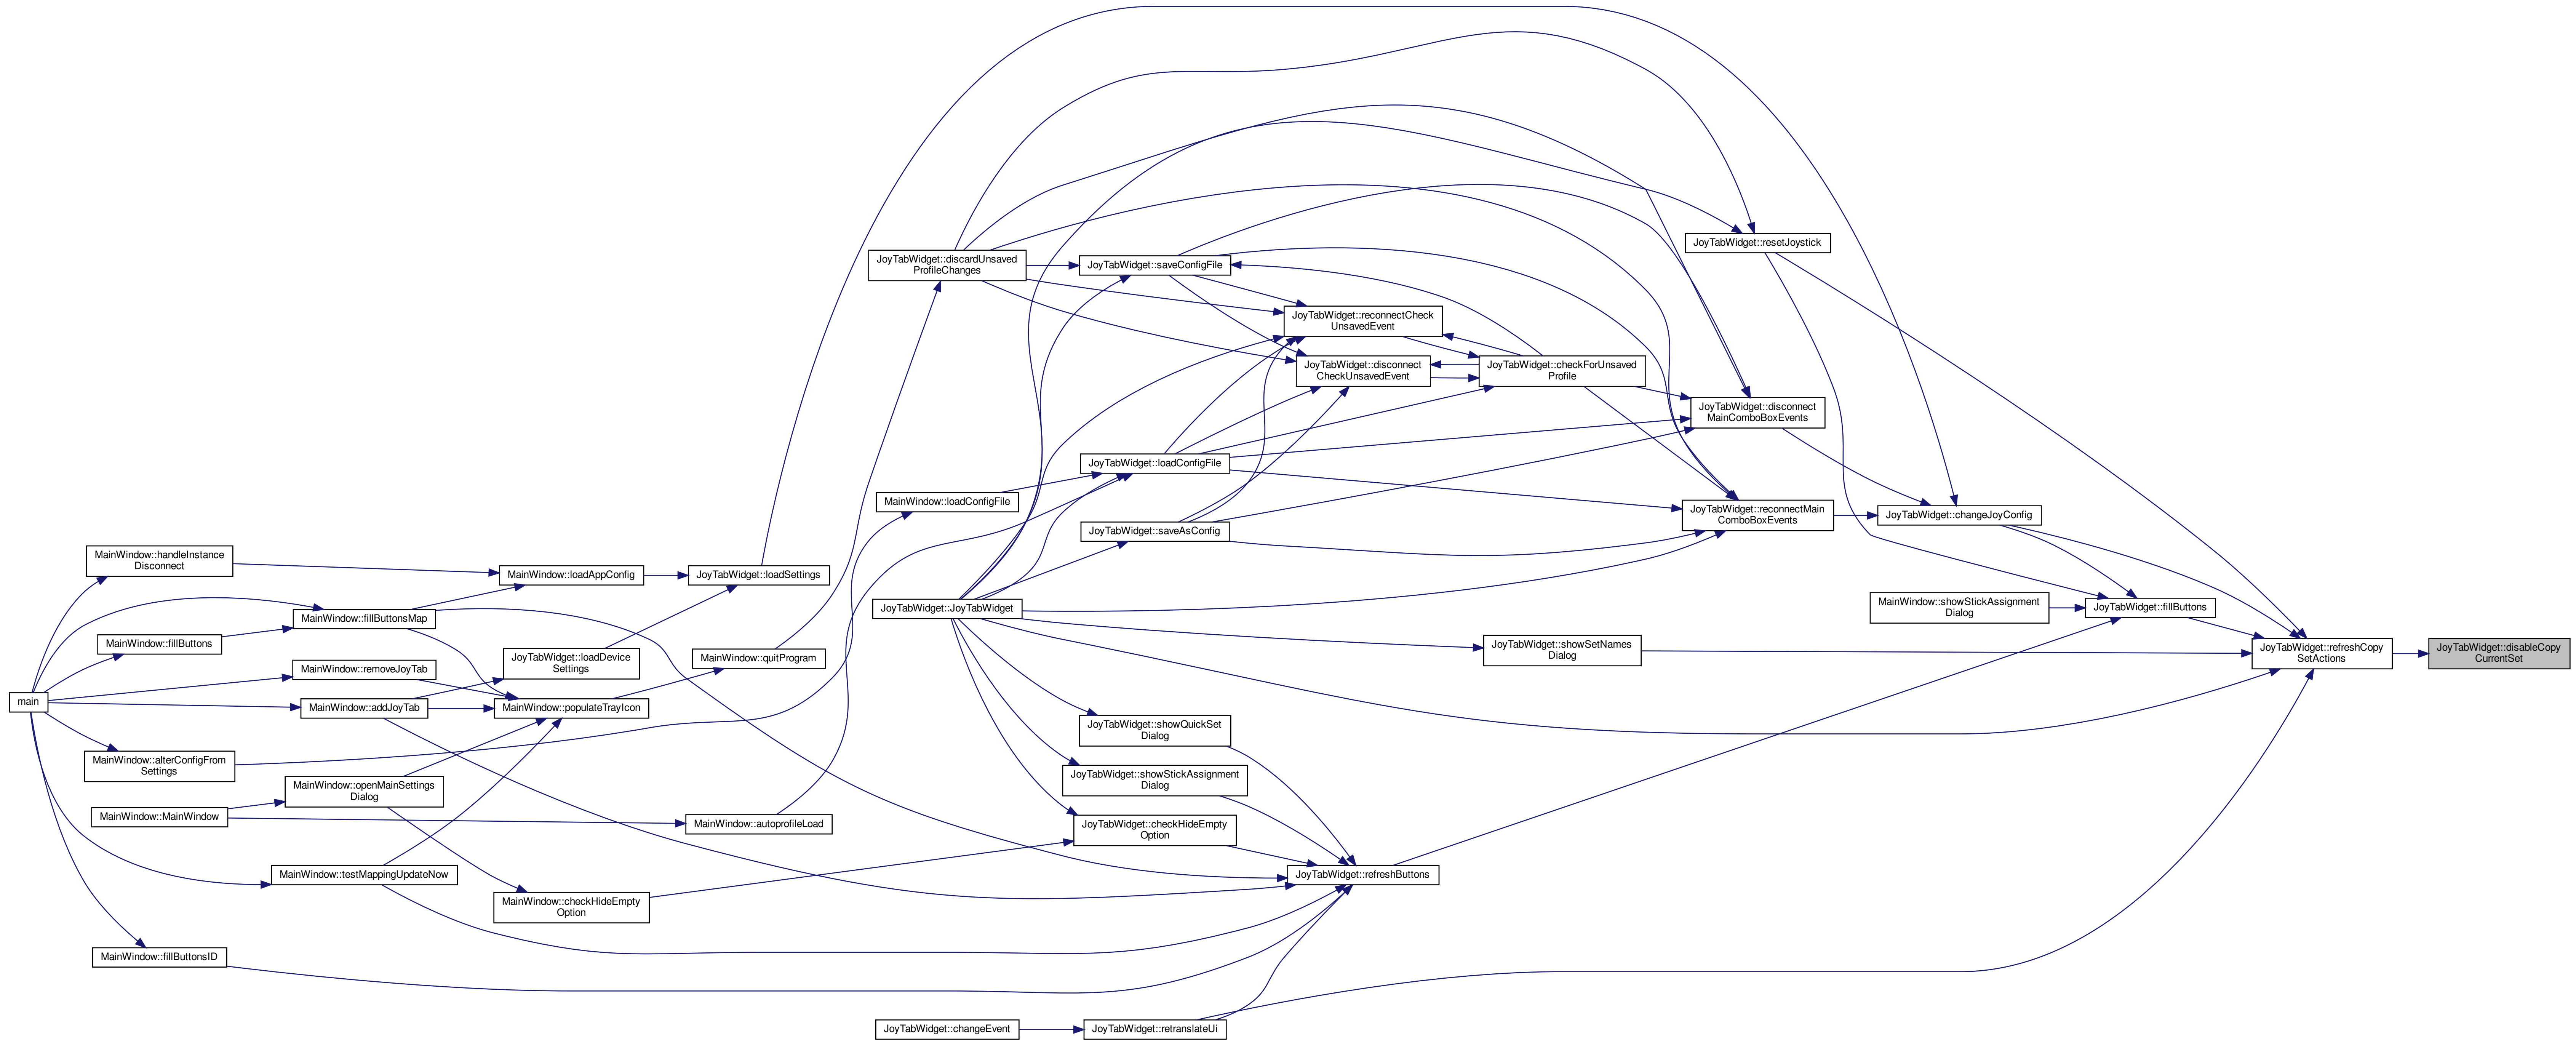 JoyTabWidget::resetJoystick
JoyTabWidget::discardUnsaved
ProfileChanges
JoyTabWidget::saveConfigFile
JoyTabWidget::reconnectCheck
UnsavedEvent
JoyTabWidget::disconnect
CheckUnsavedEvent
JoyTabWidget::checkForUnsaved
Profile
JoyTabWidget::disconnect
MainComboBoxEvents
JoyTabWidget::loadConfigFile
MainWindow::loadConfigFile
JoyTabWidget::saveAsConfig
JoyTabWidget::reconnectMain
ComboBoxEvents
JoyTabWidget::changeJoyConfig
MainWindow::handleInstance
Disconnect
MainWindow::loadAppConfig
JoyTabWidget::loadSettings
MainWindow::fillButtonsMap
JoyTabWidget::JoyTabWidget
MainWindow::showStickAssignment
Dialog
JoyTabWidget::fillButtons
MainWindow::fillButtons
JoyTabWidget::showSetNames
Dialog
JoyTabWidget::refreshCopy
SetActions
JoyTabWidget::disableCopy
CurrentSet
MainWindow::removeJoyTab
JoyTabWidget::loadDevice
Settings
MainWindow::quitProgram
main
MainWindow::addJoyTab
MainWindow::populateTrayIcon
JoyTabWidget::showQuickSet
Dialog
MainWindow::alterConfigFrom
Settings
MainWindow::openMainSettings
Dialog
JoyTabWidget::showStickAssignment
Dialog
MainWindow::MainWindow
MainWindow::autoprofileLoad
JoyTabWidget::checkHideEmpty
Option
MainWindow::testMappingUpdateNow
JoyTabWidget::refreshButtons
MainWindow::checkHideEmpty
Option
MainWindow::fillButtonsID
JoyTabWidget::changeEvent
JoyTabWidget::retranslateUi